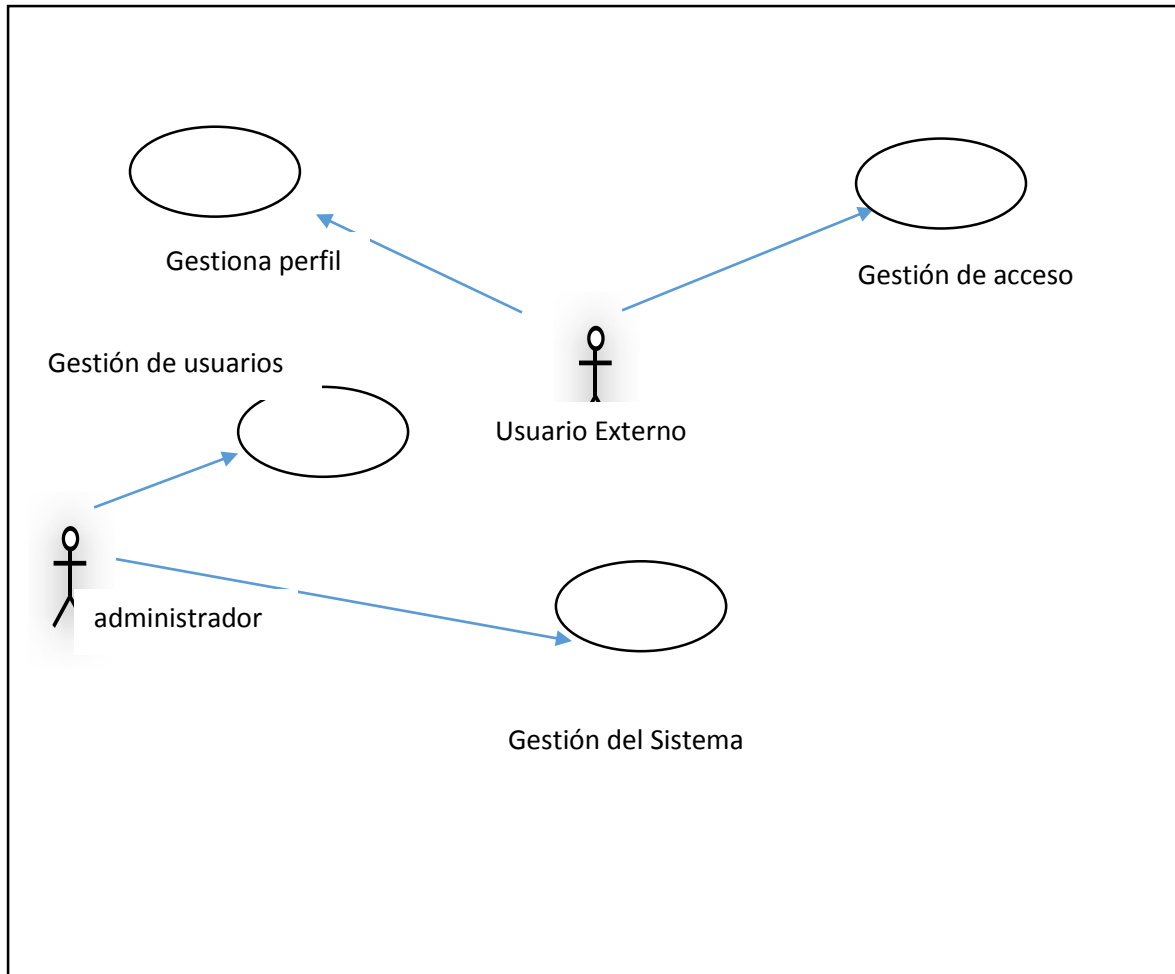 Gestiona perfil
Gestión de acceso
Gestión de usuarios
Usuario Externo
administrador
Gestión del Sistema